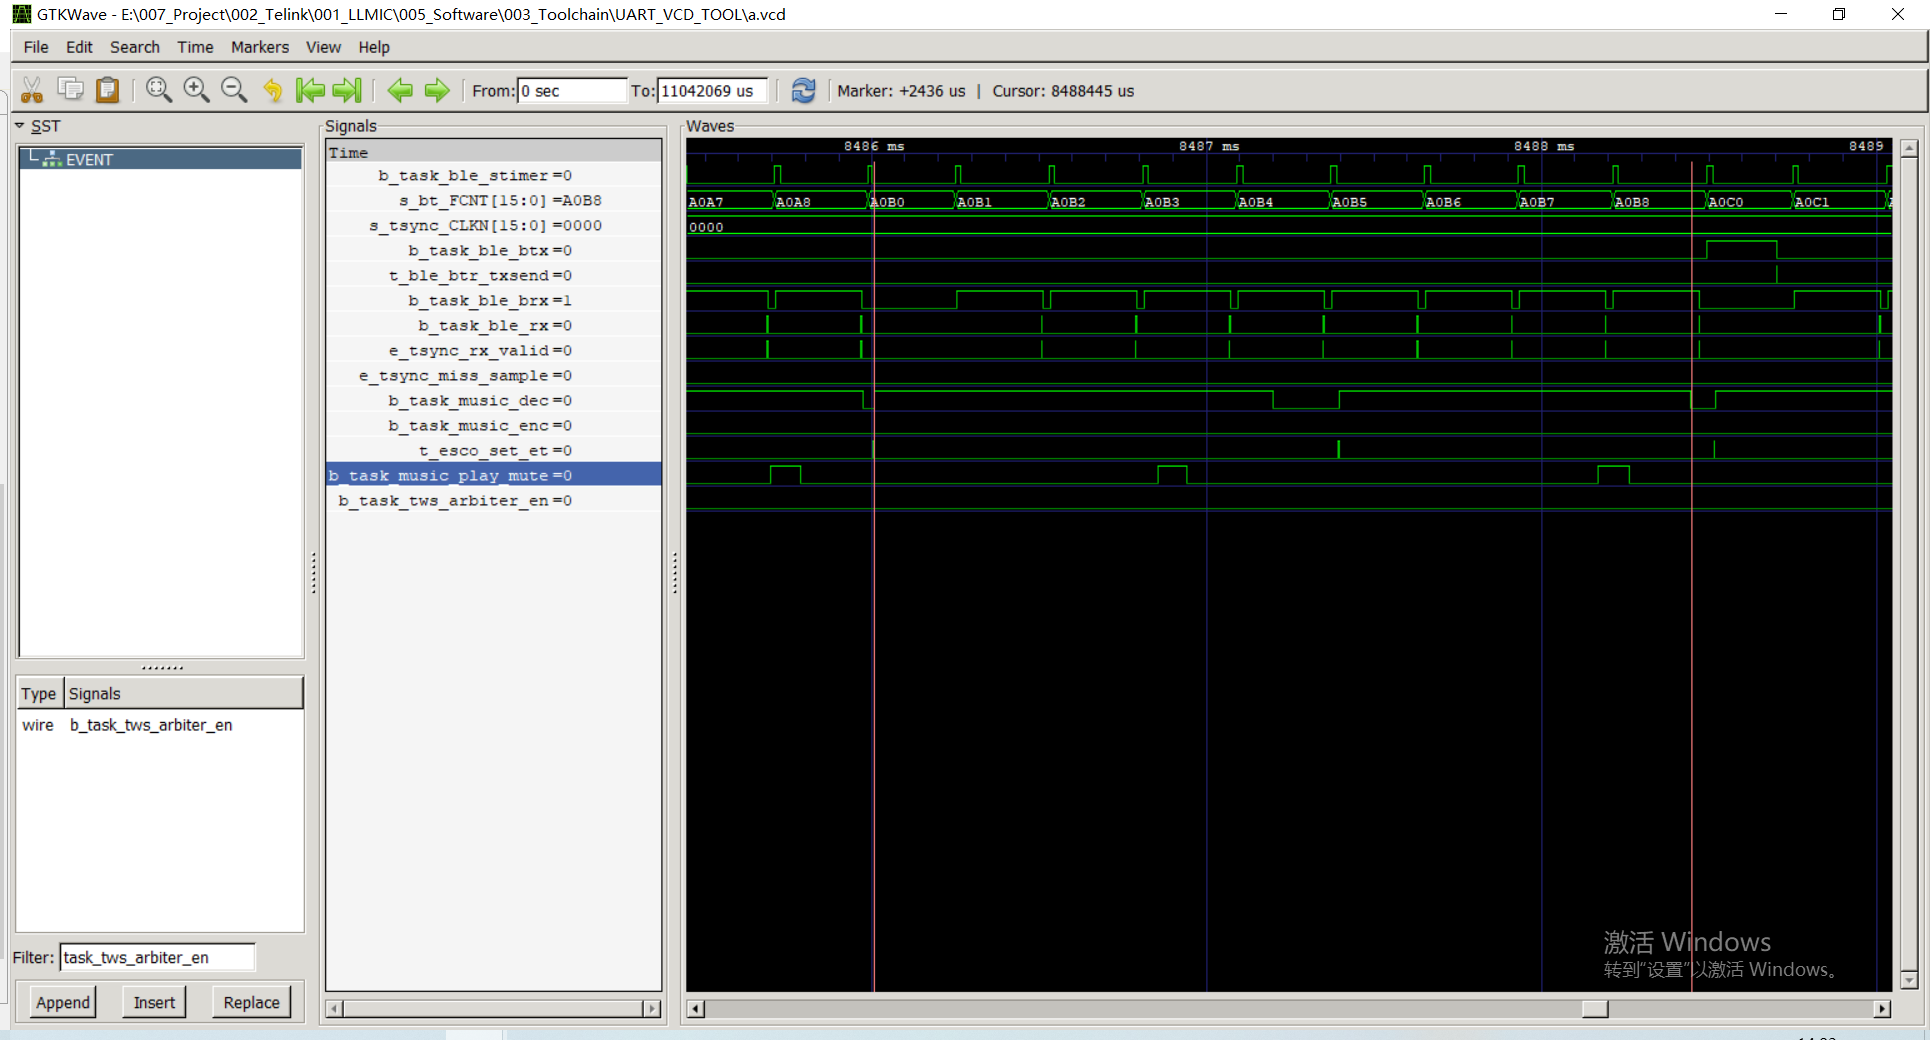 GTKWave - E:\007_Project\002_Telink\001_LLMIC\005_Software\003_Toolchain\UART_VCD_TOOL\a.vcd
File Edit Search Time Markers View Help
From: 0 sec To: 11042069 us Marker: +2436 us | Cursor: 8488445 us
SST
EVENT
Type Signals
wire b_task_tws_arbiter_en
Filter: task_tws_arbiter_en
Append Insert Replace
Signals
Time
b_task_ble_stimer=0
s_bt_FCNT[15:0]=A0B8
s_tsync_CLKN[15:0]=0000
b_task_ble_btx=0
t_ble_btr_txsend=0
b_task_ble_brx=1
b_task_ble_rx=0
e_tsync_rx_valid=0
e_tsync_miss_sample=0
b_task_music_dec=0
b_task_music_enc=0
t_esco_set_et=0
b_task_music_play_mute=0
b_task_tws_arbiter_en=0
Waves
8486 ms 8487 ms 8488 ms 8489
A0A7 A0A8 A0B0 A0B1 A0B2 A0B3 A0B4 A0B5 A0B6 A0B7 A0B8 A0C0 A0C1
0000
激活 Windows
转到“设置”以激活 Windows。